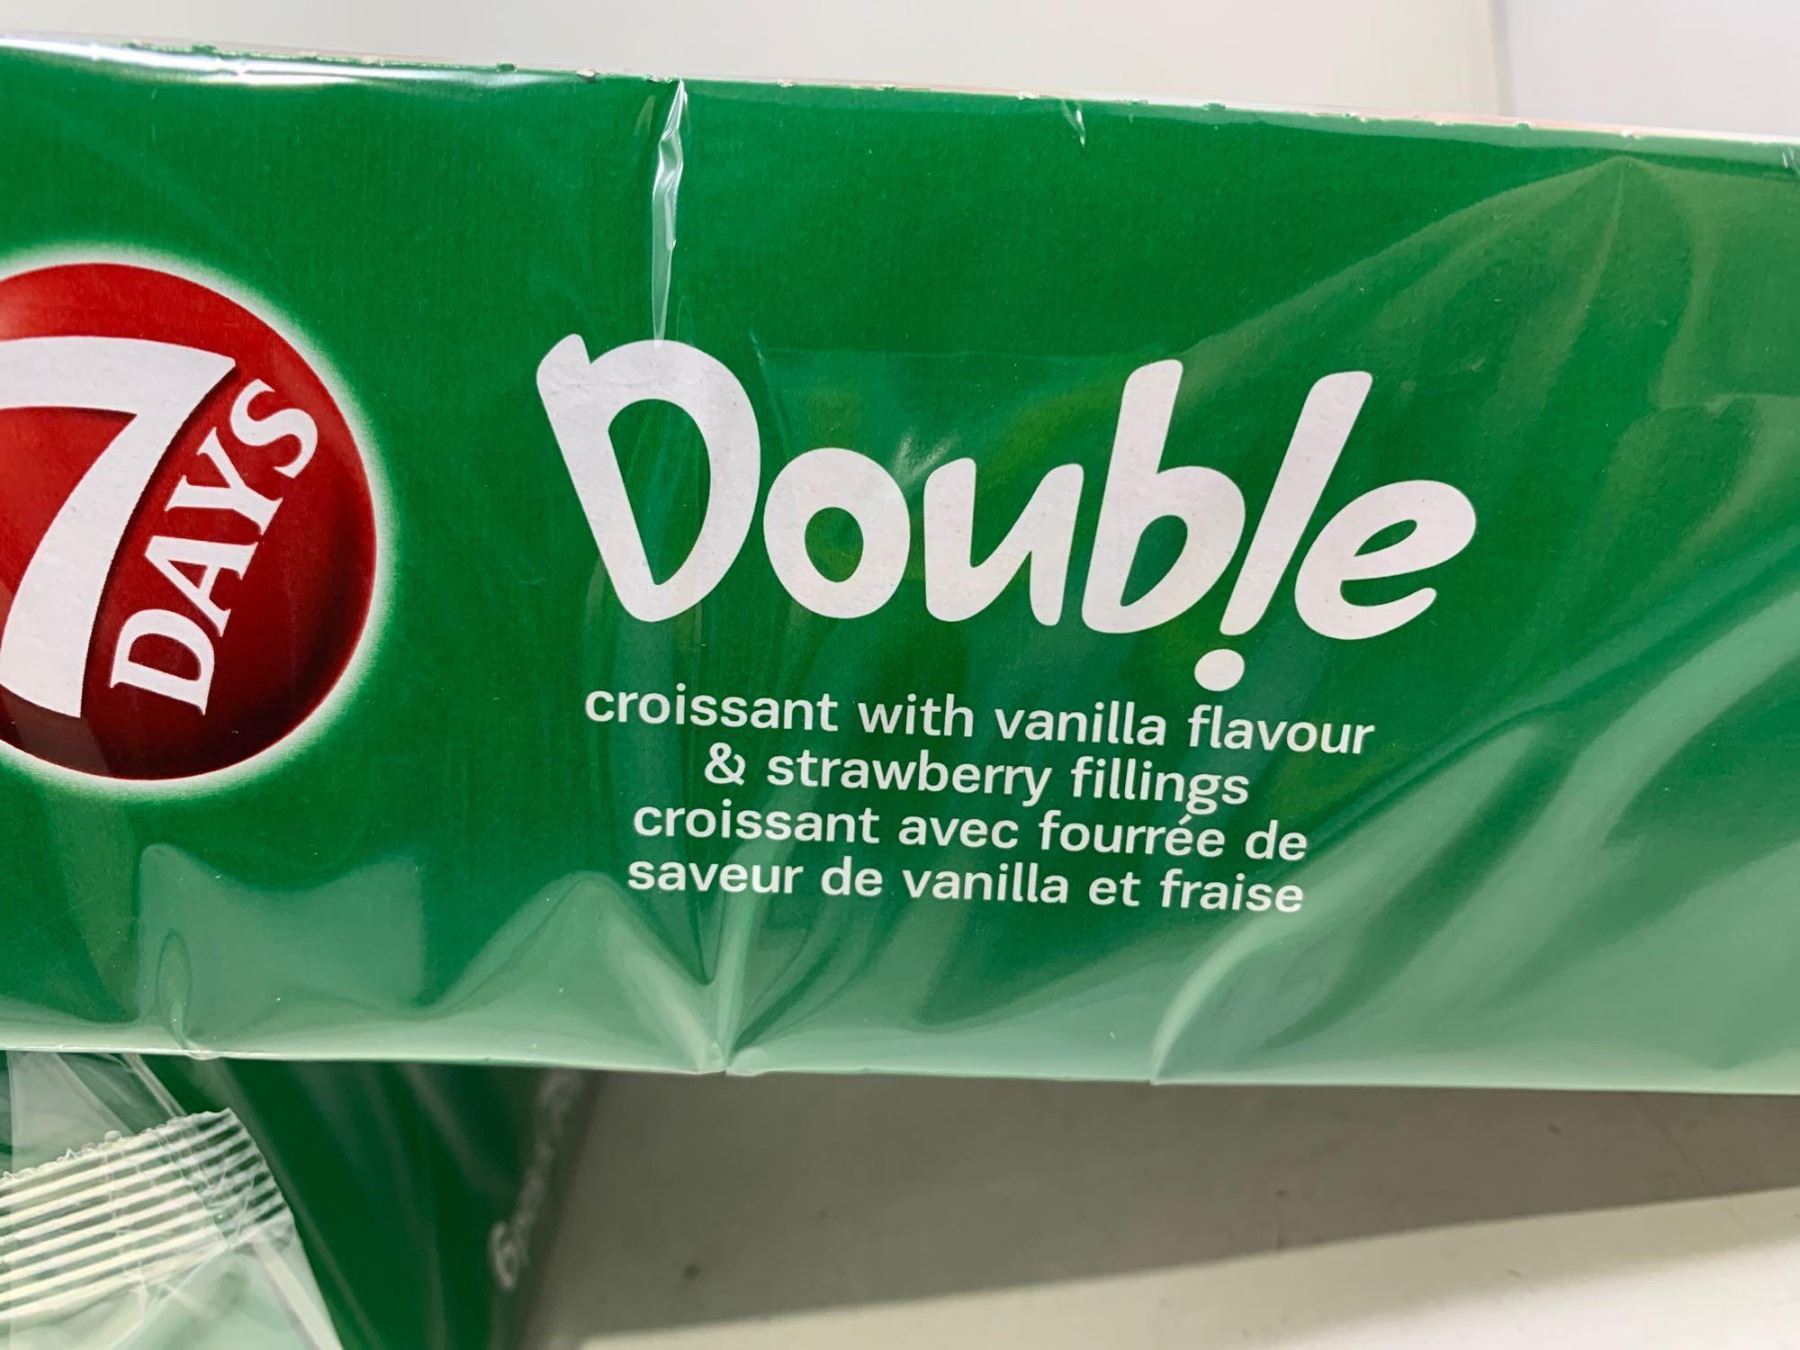 7
DAYS
Double
croissant with vanilla flavour
& strawberry fillings
croissant avec fourrée de
saveur de vanilla et fraise